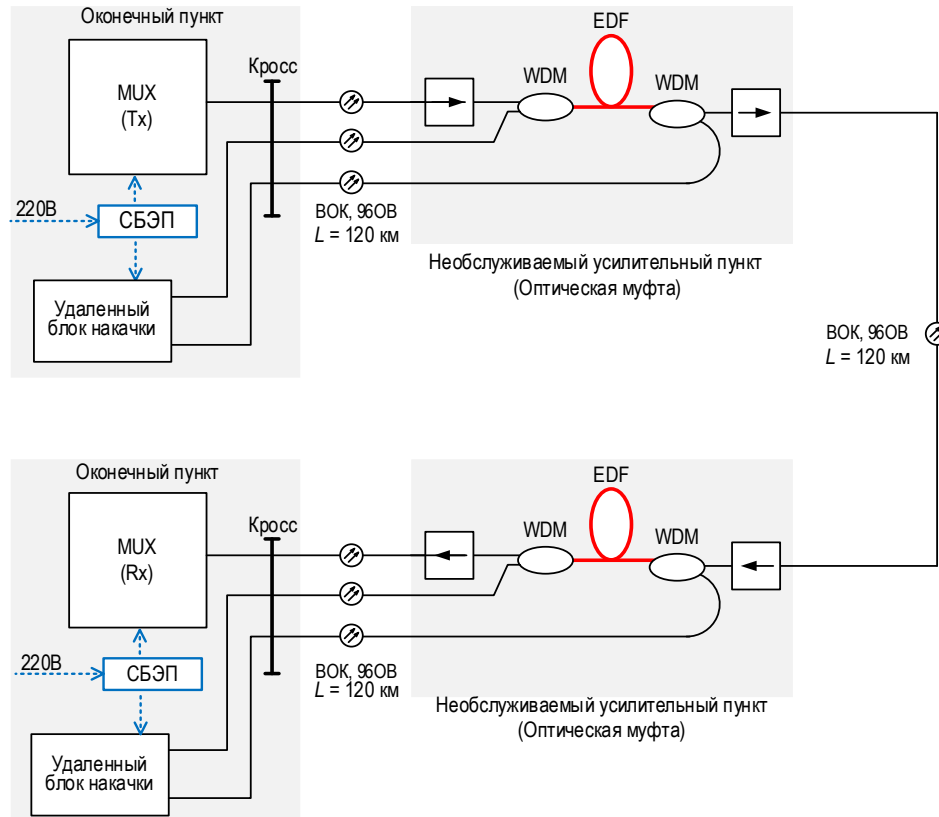 Оконечный пункт
MUX
(Tx)
Кросс
220В
СБЭП
Удаленный
блок накачки
ВОК, 96ОВ
L = 120 км
EDF
WDM
WDM
Необслуживаемый усилительный пункт
(Оптическая муфта)
ВОК, 96ОВ
L = 120 км
Оконечный пункт
MUX
(Rx)
Кросс
220В
СБЭП
Удаленный
блок накачки
ВОК, 96ОВ
L = 120 км
EDF
WDM
WDM
Необслуживаемый усилительный пункт
(Оптическая муфта)